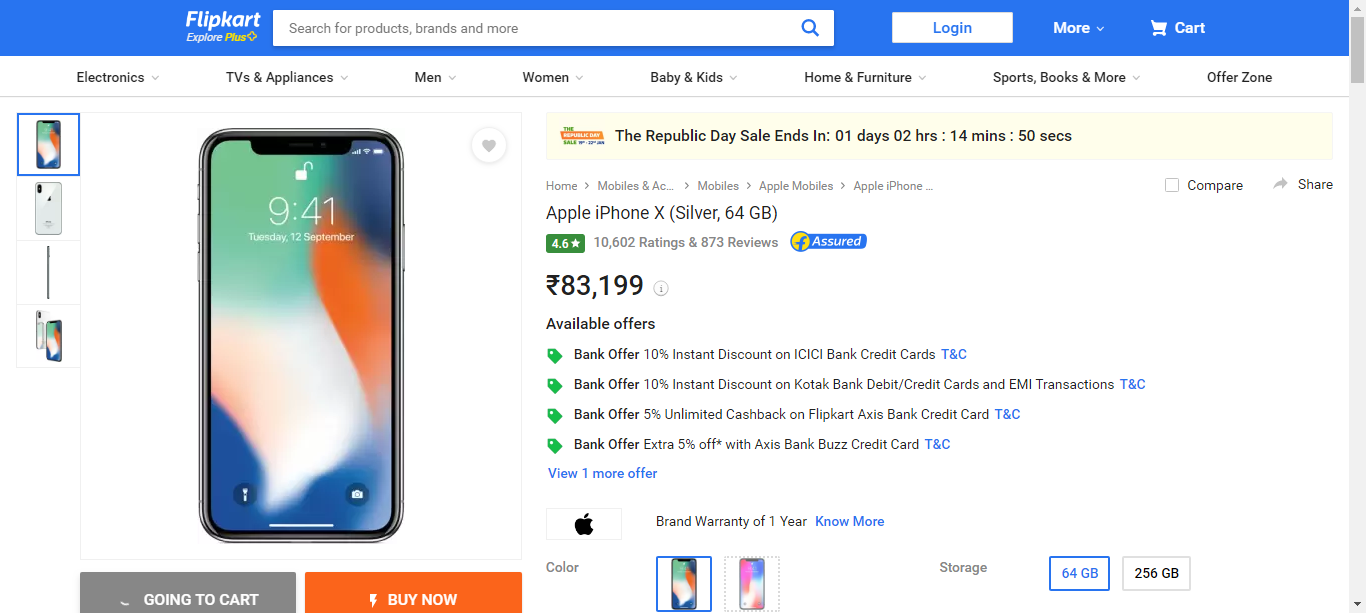 Flipkart
Explore Plus
Search for products, brands and more
Login
More
Cart
Electronics
TVs & Appliances
Men
Women
Baby & Kids
Home & Furniture
Sports, Books & More
Offer Zone
9:41
Tuesday, 12 September
THE
REPUBLIC DAY
SALE 19th - 22nd JAN
The Republic Day Sale Ends In: 01 days 02 hrs : 14 mins : 50 secs
Home > Mobiles & Ac... > Mobiles > Apple Mobiles > Apple iPhone ...
Compare
Share
Apple iPhone X (Silver, 64 GB)
4.6★ 10,602 Ratings & 873 Reviews
f Assured
₹83,199
Available offers
Bank Offer 10% Instant Discount on ICICI Bank Credit Cards T&C
Bank Offer 10% Instant Discount on Kotak Bank Debit/Credit Cards and EMI Transactions T&C
Bank Offer 5% Unlimited Cashback on Flipkart Axis Bank Credit Card T&C
Bank Offer Extra 5% off* with Axis Bank Buzz Credit Card T&C
View 1 more offer
Brand Warranty of 1 Year Know More
Color
Storage
64 GB
256 GB
GOING TO CART
BUY NOW